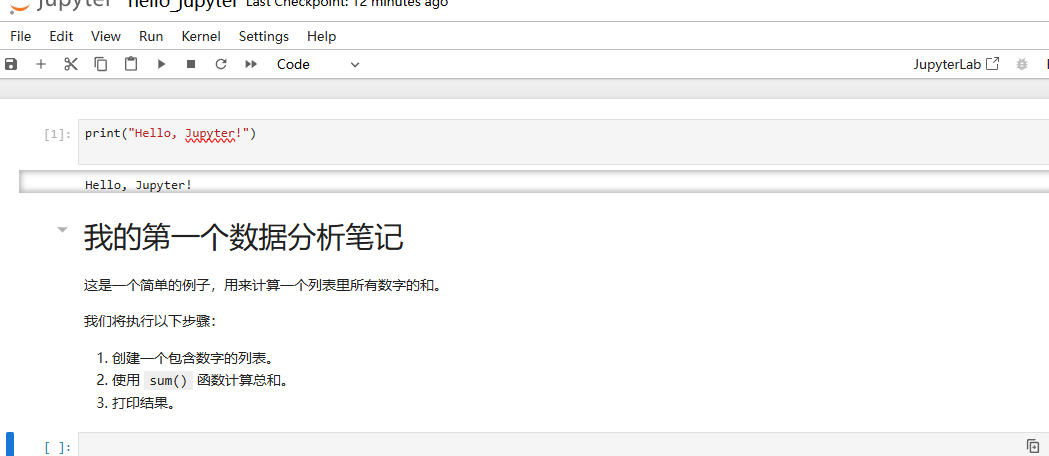 Jupyter hello_jupyter Last Checkpoint: 12 minutes ago
File Edit View Run Kernel Settings Help
Code JupyterLab
[1]: print("Hello, Jupyter!")
Hello, Jupyter!
我的第一个数据分析笔记
这是一个简单的例子，用来计算一个列表里所有数字的和。
我们将执行以下步骤：
1. 创建一个包含数字的列表。
2. 使用 sum() 函数计算总和。
3. 打印结果。
[ ]: